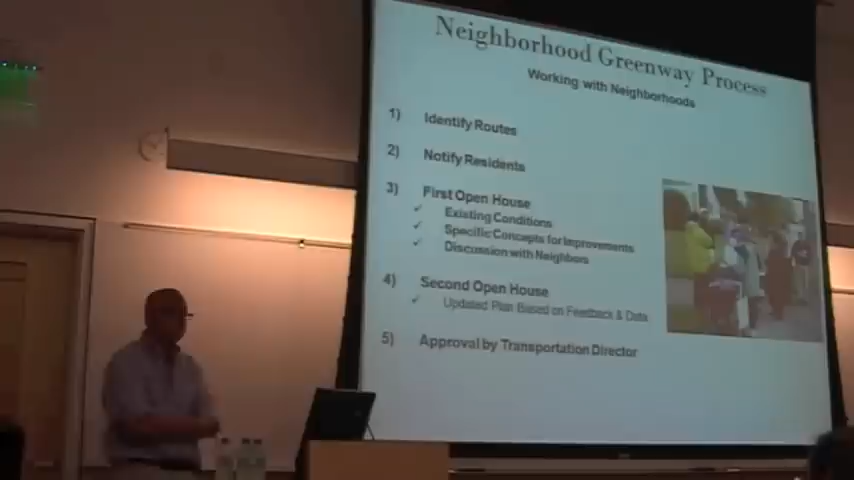 Neighborhood Greenway Process
Working with Neighborhoods
1) Identify Routes
2) Notify Residents
3) First Open House
✓ Existing Conditions
✓ Specific Concepts for Improvements
✓ Discussion with Neighbors
4) Second Open House
✓ Updated Plan Based on Feedback & Data
5) Approval by Transportation Director